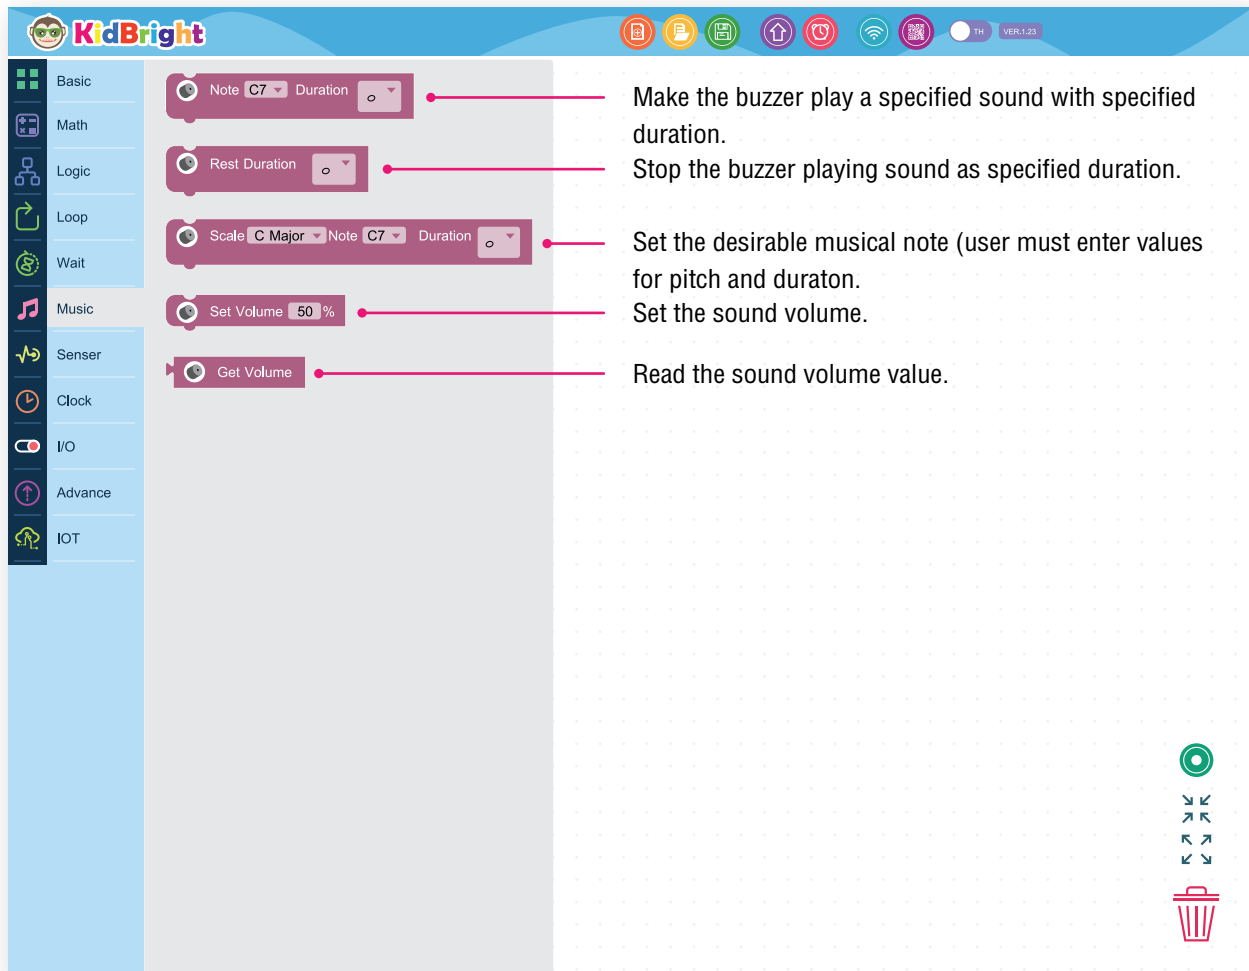 KidBright
TH
VER.1.23
Basic
Math
Logic
Loop
Wait
Music
Senser
Clock
I/O
Advance
IOT
Note C7 Duration
Make the buzzer play a specified sound with specified
duration.
Rest Duration
Stop the buzzer playing sound as specified duration.
Scale C Major Note C7 Duration
Set the desirable musical note (user must enter values
for pitch and duraton.
Set Volume 50 %
Set the sound volume.
Get Volume
Read the sound volume value.